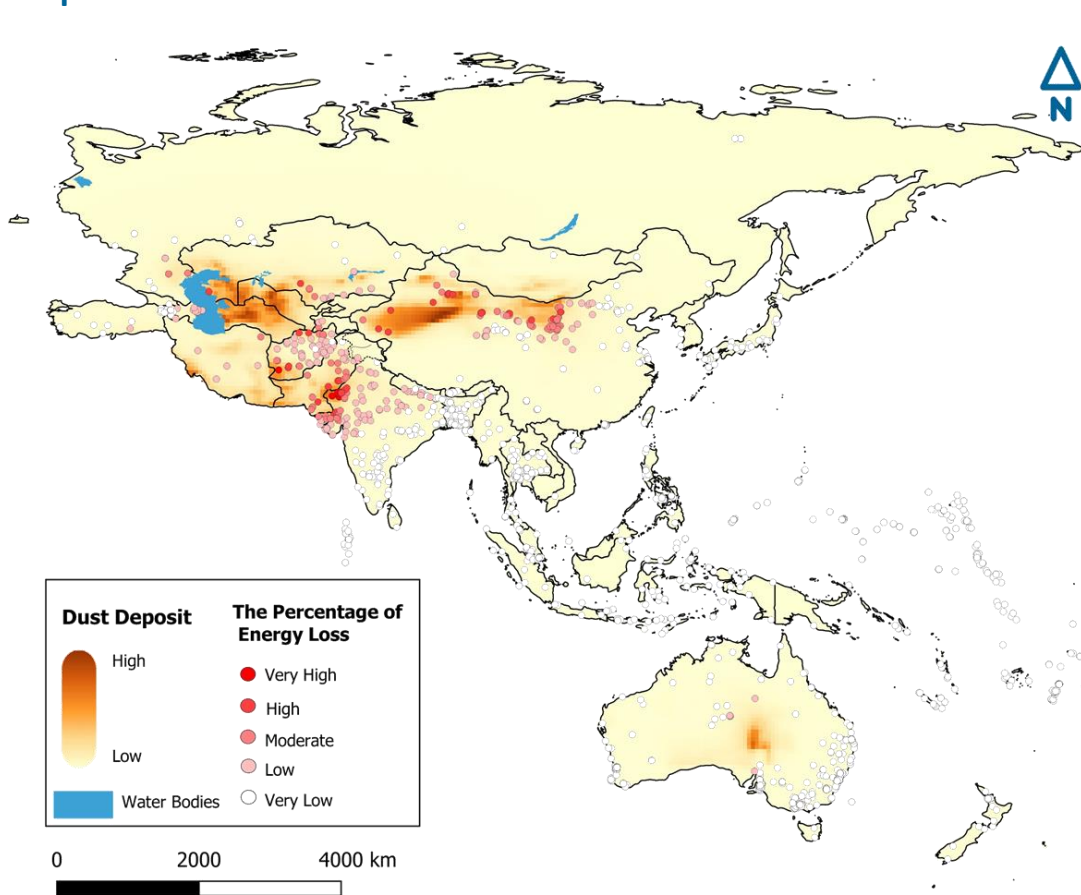 N
Dust Deposit
High
Low
Water Bodies
The Percentage of
Energy Loss
Very High
High
Moderate
Low
Very Low
0 2000 4000 km